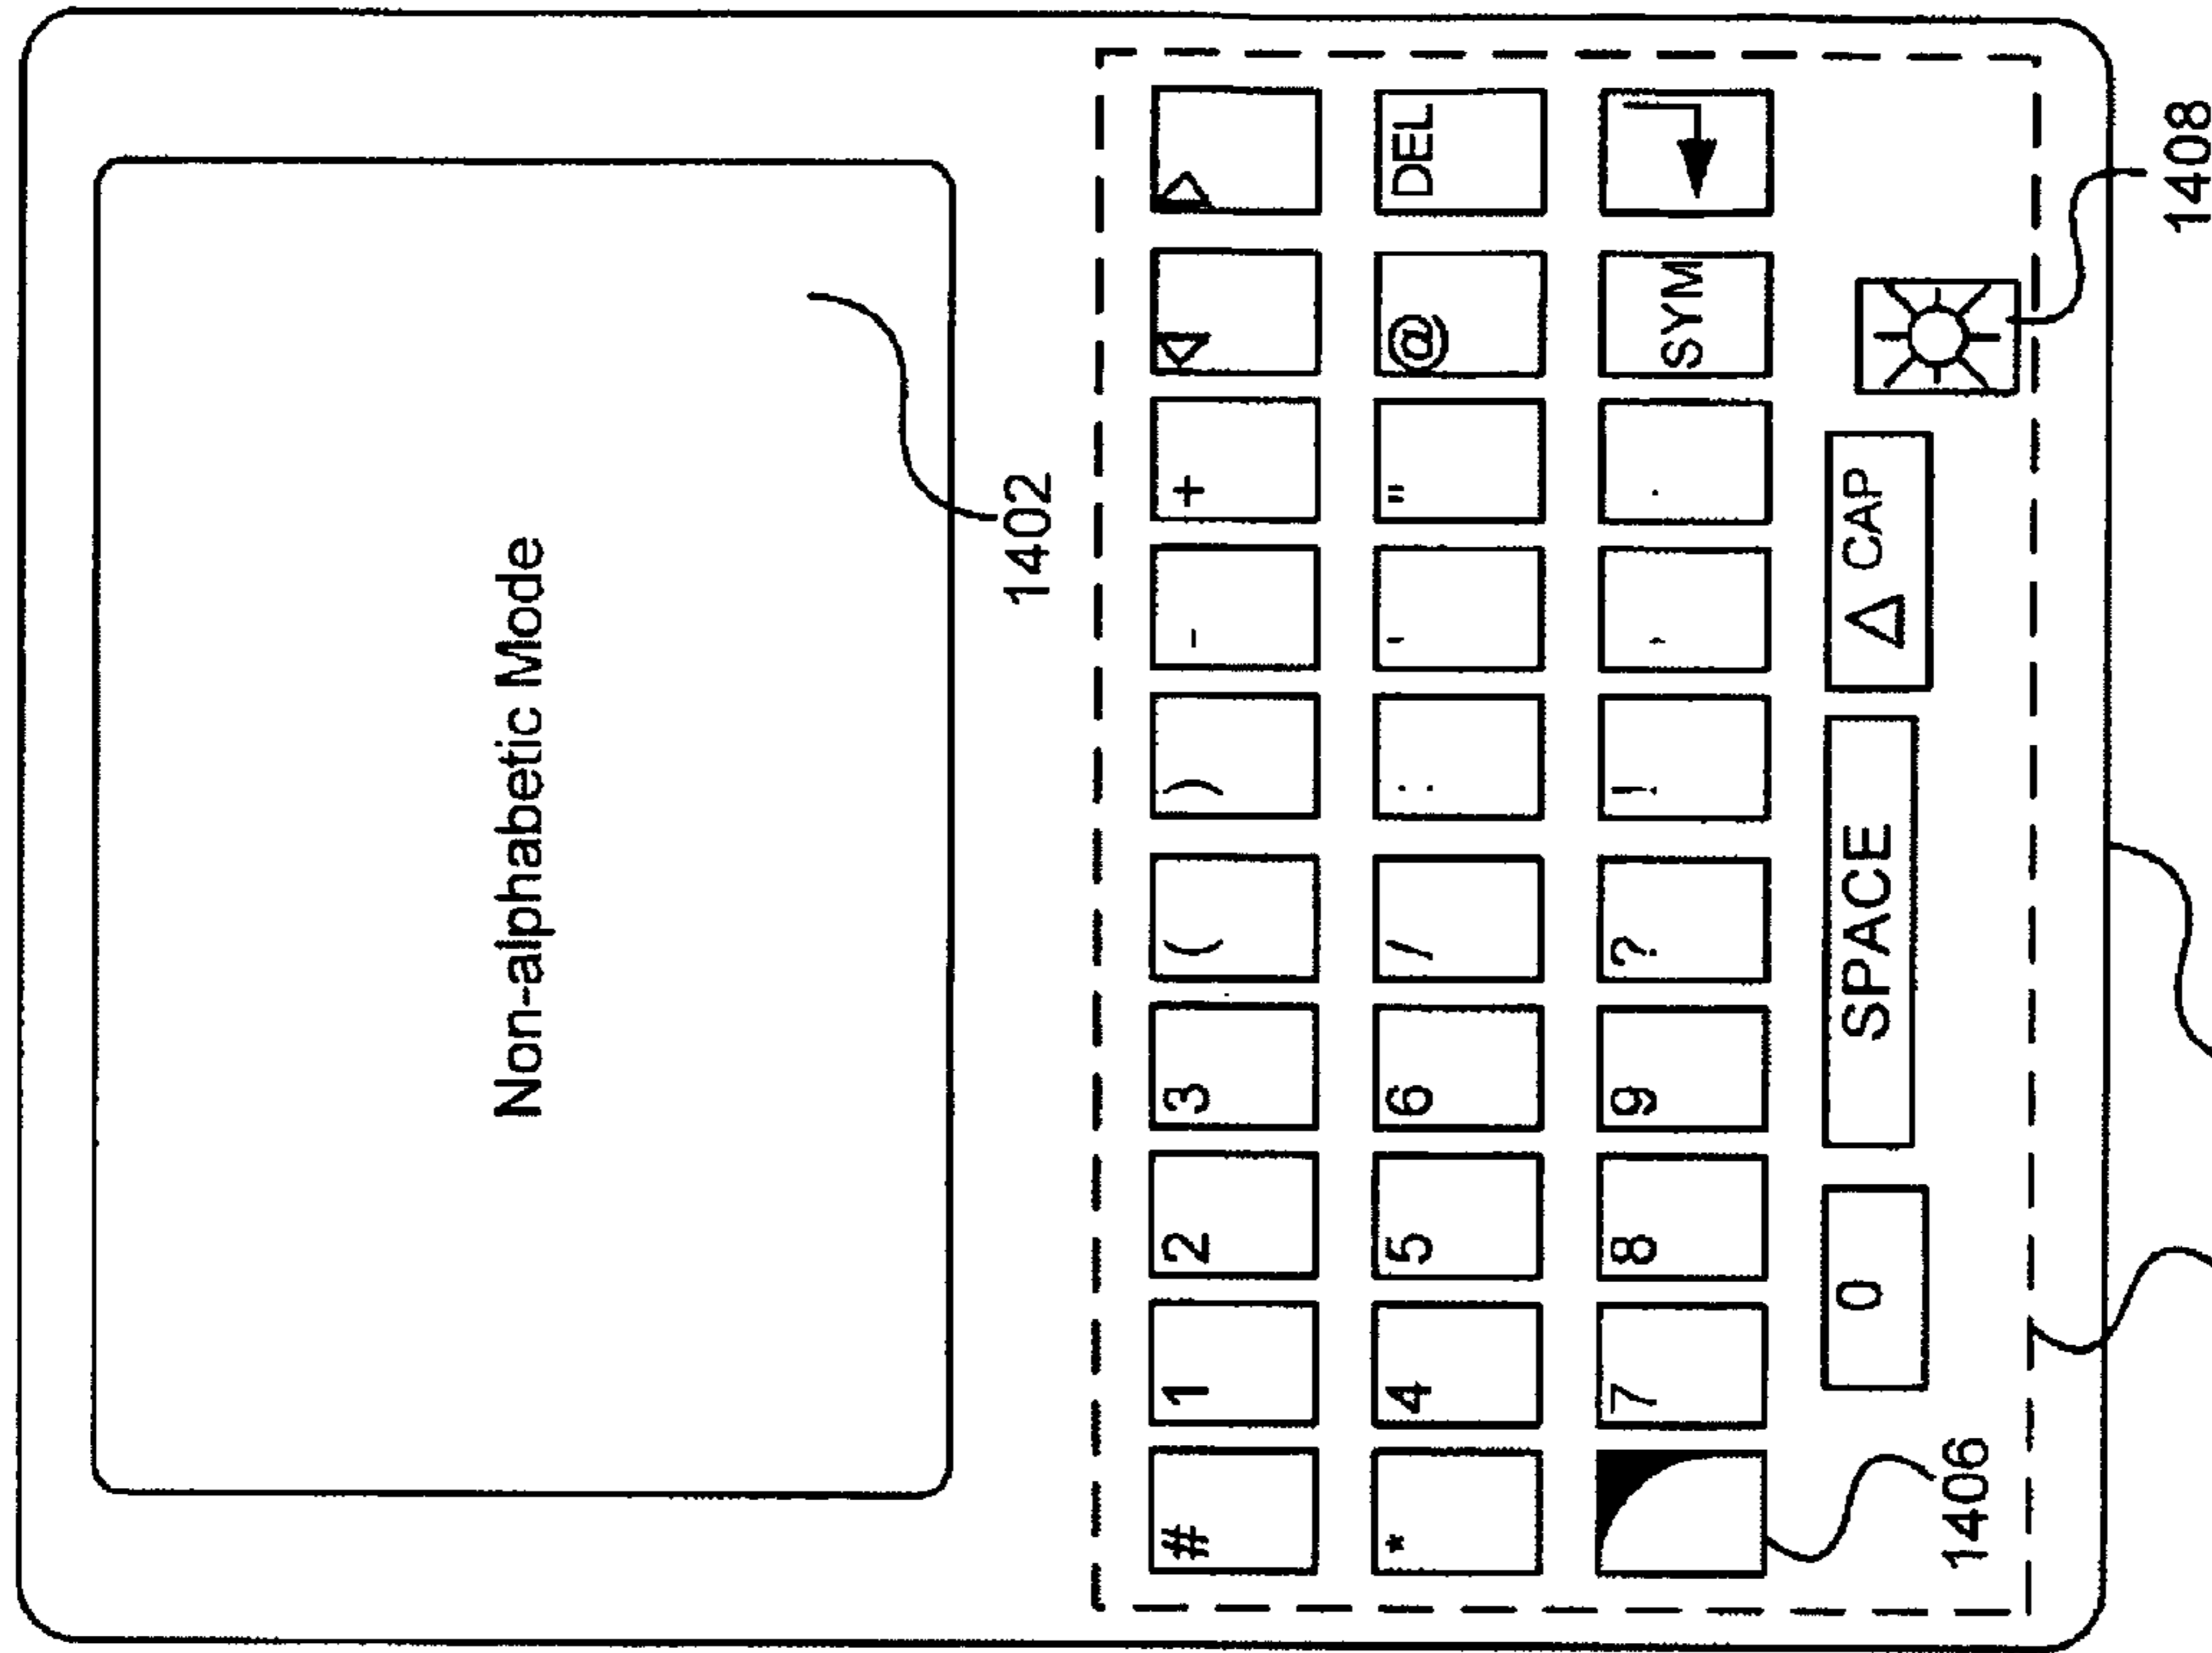 Non-alphabetic Mode
1402
# 1 2 3 ( ) - +
* 4 5 6 / : ' " @ DEL
7 8 9 ? ! , . SYM
0 SPACE CAP
1406
1408